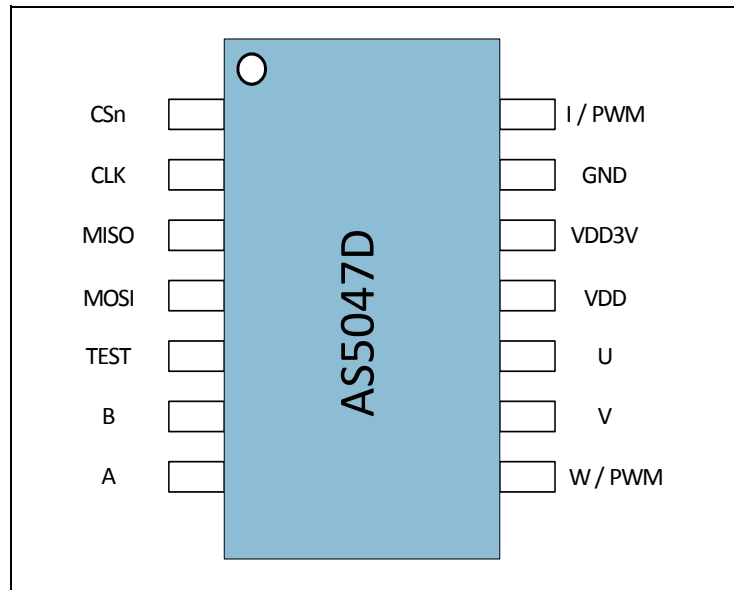 CSn
CLK
MISO
MOSI
TEST
B
A
AS5047D
I / PWM
GND
VDD3V
VDD
U
V
W / PWM